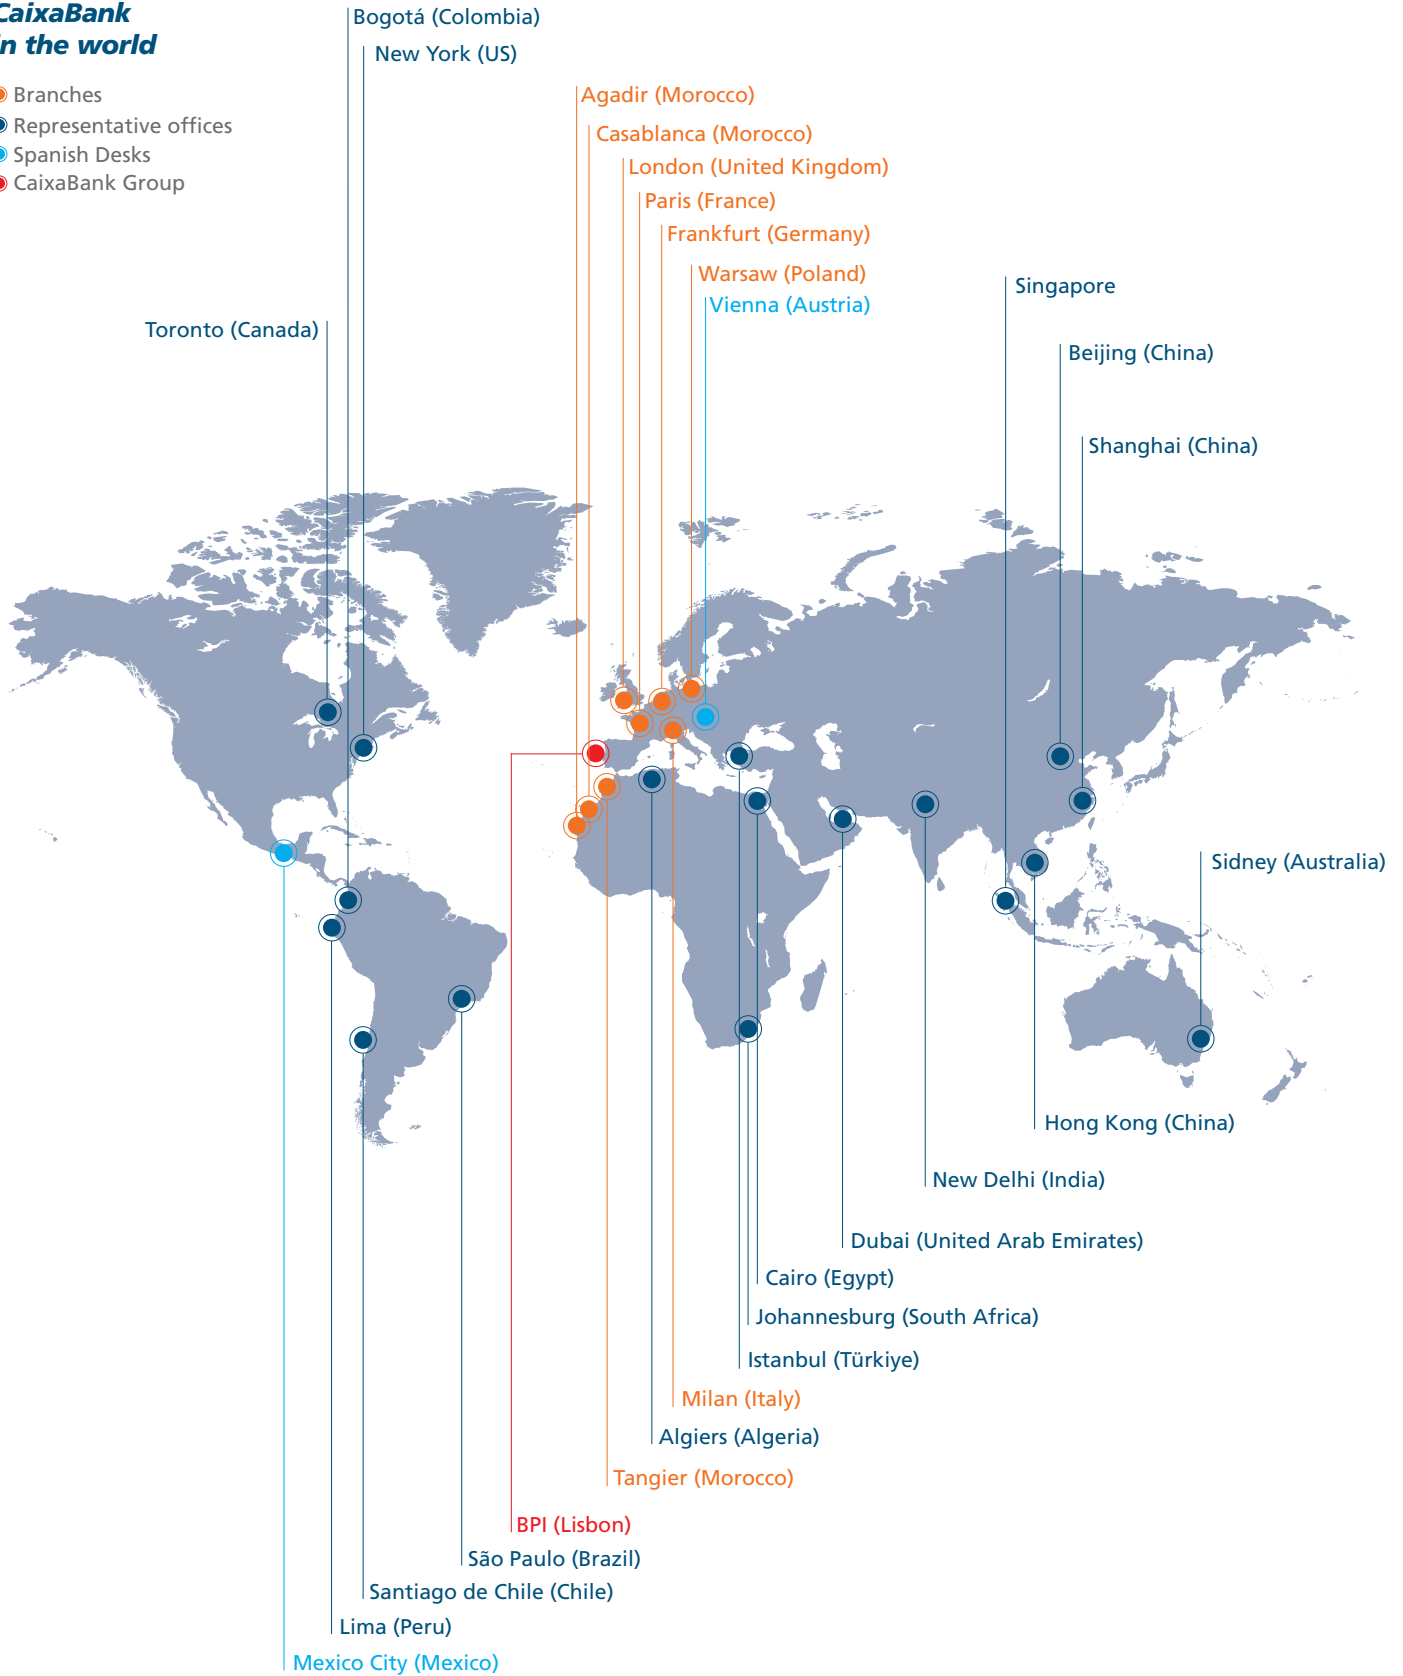 CaixaBank
in the world
Branches
Representative offices
Spanish Desks
CaixaBank Group
Bogotá (Colombia)
New York (US)
Agadir (Morocco)
Casablanca (Morocco)
London (United Kingdom)
Paris (France)
Frankfurt (Germany)
Warsaw (Poland)
Vienna (Austria)
Singapore
Toronto (Canada)
Beijing (China)
Shanghai (China)
Sidney (Australia)
Hong Kong (China)
New Delhi (India)
Dubai (United Arab Emirates)
Cairo (Egypt)
Johannesburg (South Africa)
Istanbul (Türkiye)
Milan (Italy)
Algiers (Algeria)
Tangier (Morocco)
BPI (Lisbon)
São Paulo (Brazil)
Santiago de Chile (Chile)
Lima (Peru)
Mexico City (Mexico)